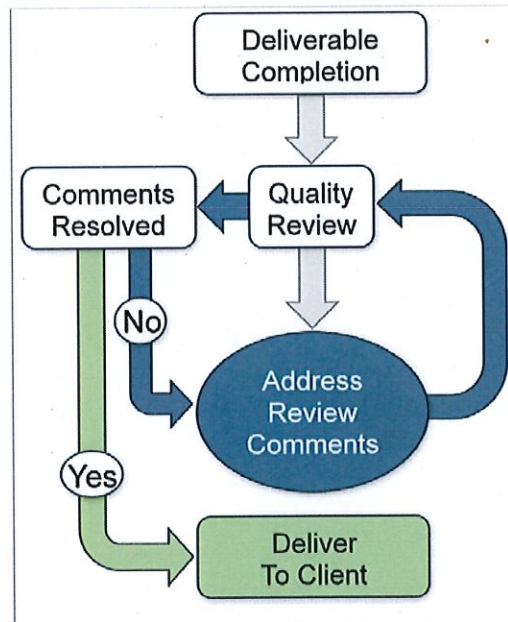 Deliverable
Completion
Comments
Resolved
Quality
Review
No
Address
Review
Comments
Yes
Deliver
To Client